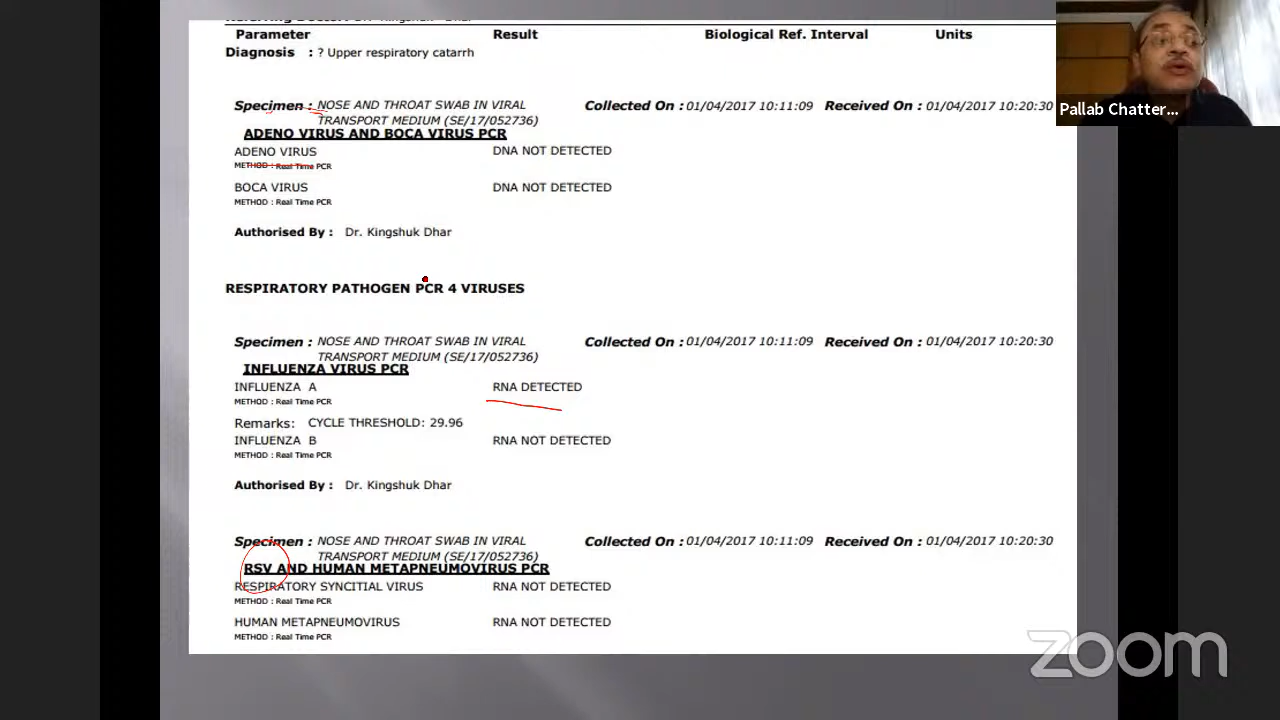 Referring Doctor: Dr. Kingshuk Dhar
Parameter Result Biological Ref. Interval Units
Diagnosis : ? Upper respiratory catarrh
Pallab Chatter...
Specimen : NOSE AND THROAT SWAB IN VIRAL Collected On : 01/04/2017 10:11:09 Received On : 01/04/2017 10:20:30
TRANSPORT MEDIUM (SE/17/052736)
ADENO VIRUS AND BOCA VIRUS PCR
ADENO VIRUS DNA NOT DETECTED
METHOD : Real Time PCR
BOCA VIRUS DNA NOT DETECTED
METHOD : Real Time PCR
Authorised By : Dr. Kingshuk Dhar
RESPIRATORY PATHOGEN PCR 4 VIRUSES
Specimen : NOSE AND THROAT SWAB IN VIRAL Collected On : 01/04/2017 10:11:09 Received On : 01/04/2017 10:20:30
TRANSPORT MEDIUM (SE/17/052736)
INFLUENZA VIRUS PCR
INFLUENZA A RNA DETECTED
METHOD : Real Time PCR
Remarks: CYCLE THRESHOLD: 29.96
INFLUENZA B RNA NOT DETECTED
METHOD : Real Time PCR
Authorised By : Dr. Kingshuk Dhar
Specimen : NOSE AND THROAT SWAB IN VIRAL Collected On : 01/04/2017 10:11:09 Received On : 01/04/2017 10:20:30
TRANSPORT MEDIUM (SE/17/052736)
RSV AND HUMAN METAPNEUMOVIRUS PCR
RESPIRATORY SYNCITIAL VIRUS RNA NOT DETECTED
METHOD : Real Time PCR
HUMAN METAPNEUMOVIRUS RNA NOT DETECTED
METHOD : Real Time PCR
zoom